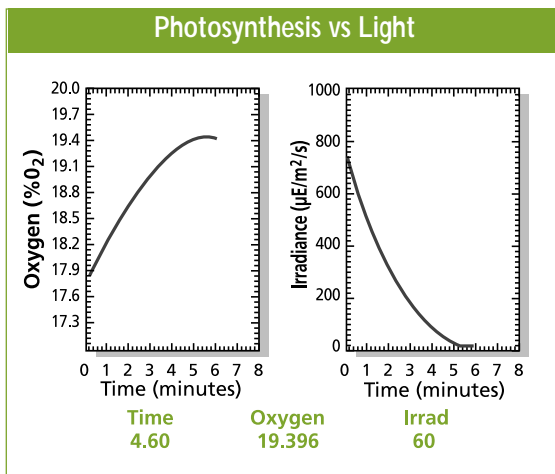 Photosynthesis vs Light
Oxygen (%0₂)
20.0
19.7
19.4
19.1
18.8
18.5
18.2
17.9
17.6
17.3
0 1 2 3 4 5 6 7 8
Time (minutes)
Irradiance (µE/m²/s)
1000
800
600
400
200
0
0 1 2 3 4 5 6 7 8
Time (minutes)
Time Oxygen Irrad
4.60 19.396 60